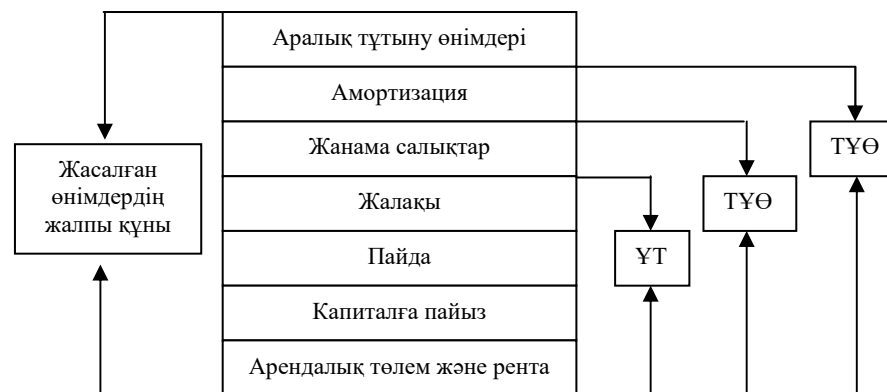 Аралық тұтыну өнімдері
Амортизация
Жанама салықтар
ТҰӨ
Жасалған
өнімдердің
жалпы құны
Жалақы
ТҰӨ
Пайда
ҰТ
Капиталға пайыз
Арендалық төлем және рента